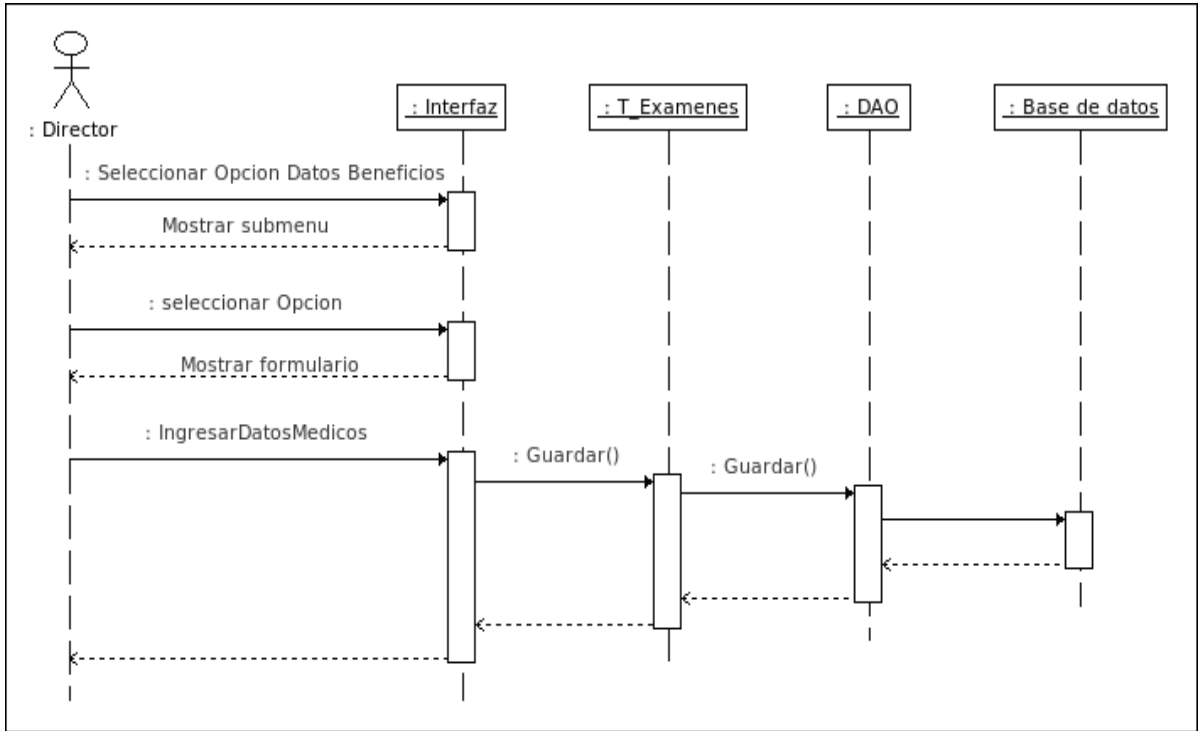 : Director
: Interfaz
: T_Examenes
: DAO
: Base de datos
: Seleccionar Opcion Datos Beneficios
Mostrar submenu
: seleccionar Opcion
Mostrar formulario
: IngresarDatosMedicos
: Guardar()
: Guardar()